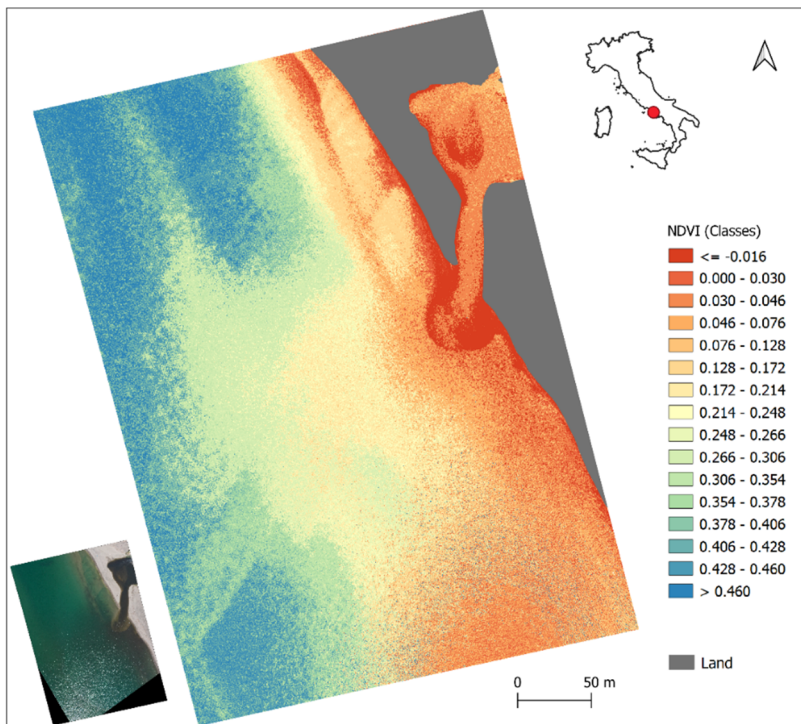 NDVI (Classes)
<= -0.016
0.000 - 0.030
0.030 - 0.046
0.046 - 0.076
0.076 - 0.128
0.128 - 0.172
0.172 - 0.214
0.214 - 0.248
0.248 - 0.266
0.266 - 0.306
0.306 - 0.354
0.354 - 0.378
0.378 - 0.406
0.406 - 0.428
0.428 - 0.460
> 0.460
Land
0 50 m